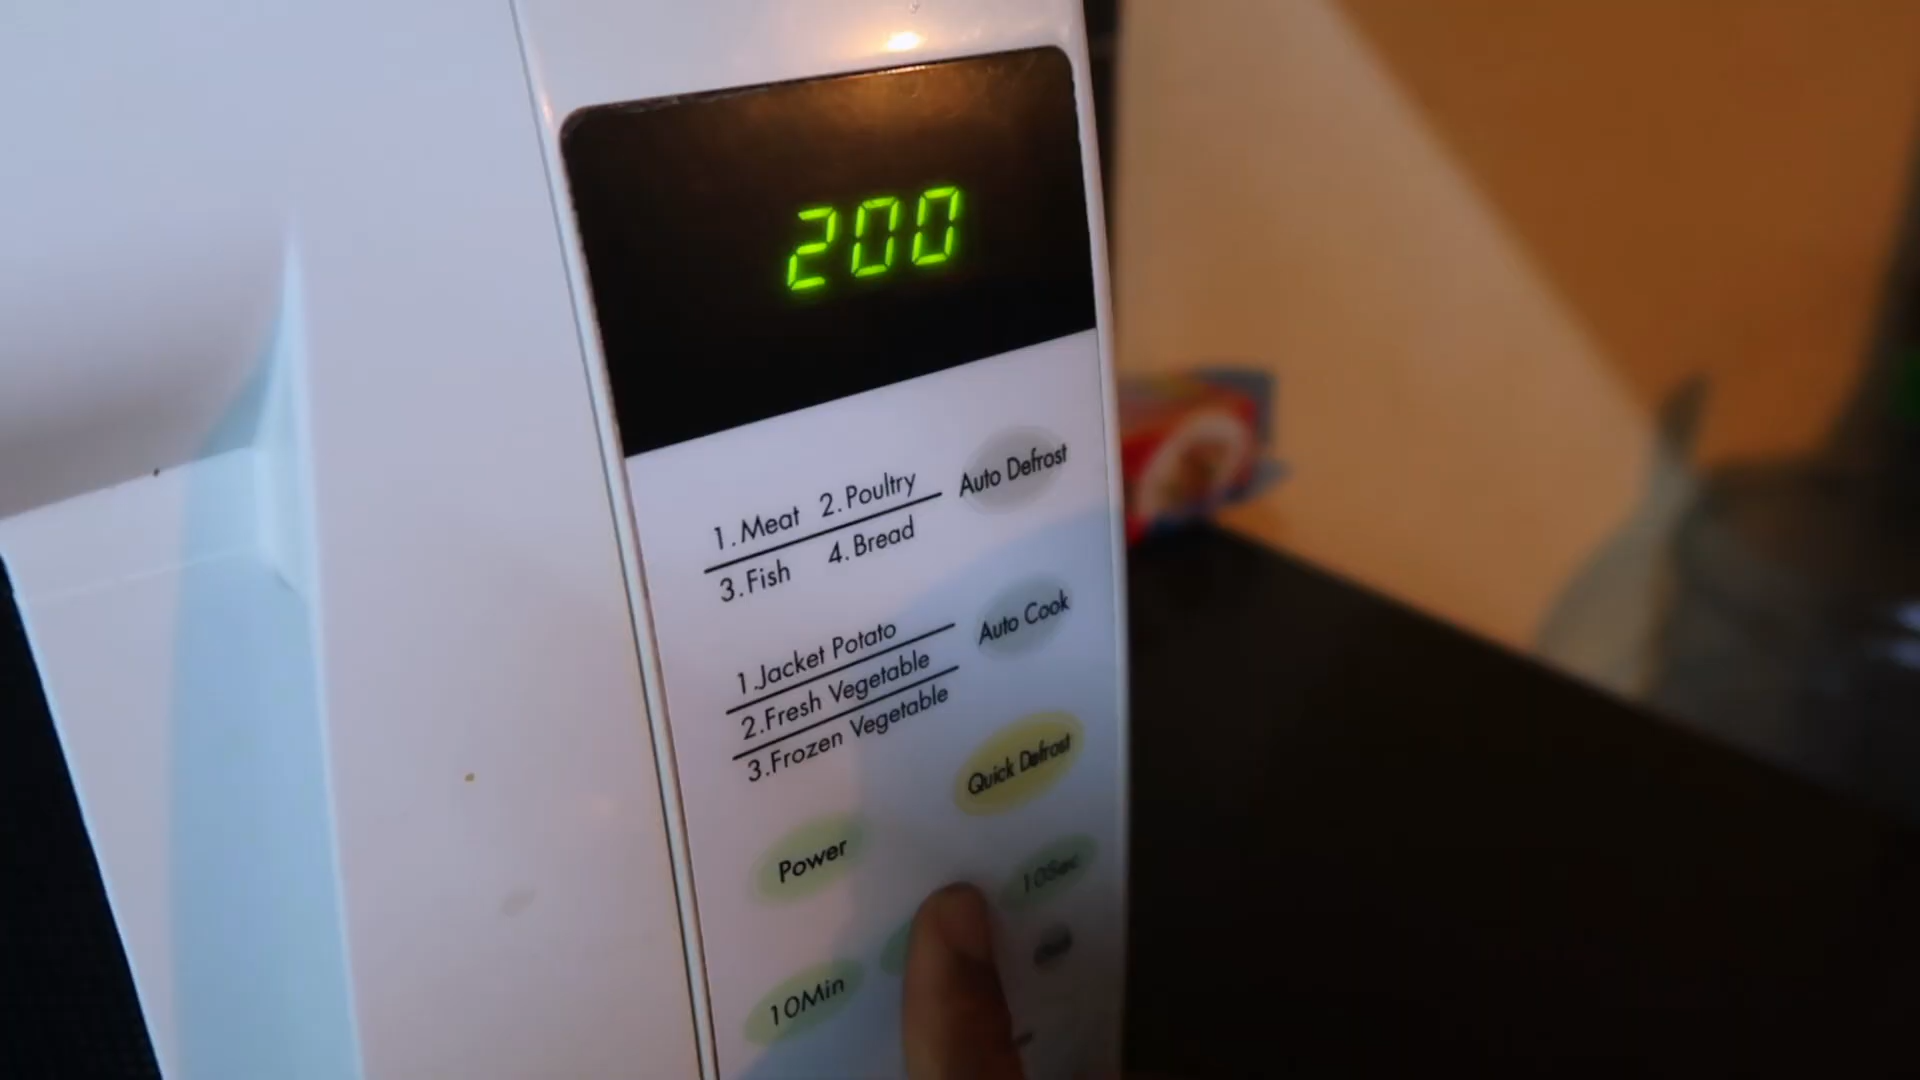 200
1.Meat 2.Poultry
3.Fish 4.Bread
Auto Defrost
1.Jacket Potato
2.Fresh Vegetable
3.Frozen Vegetable
Auto Cook
Quick Defrost
Power
10Sec
10Min